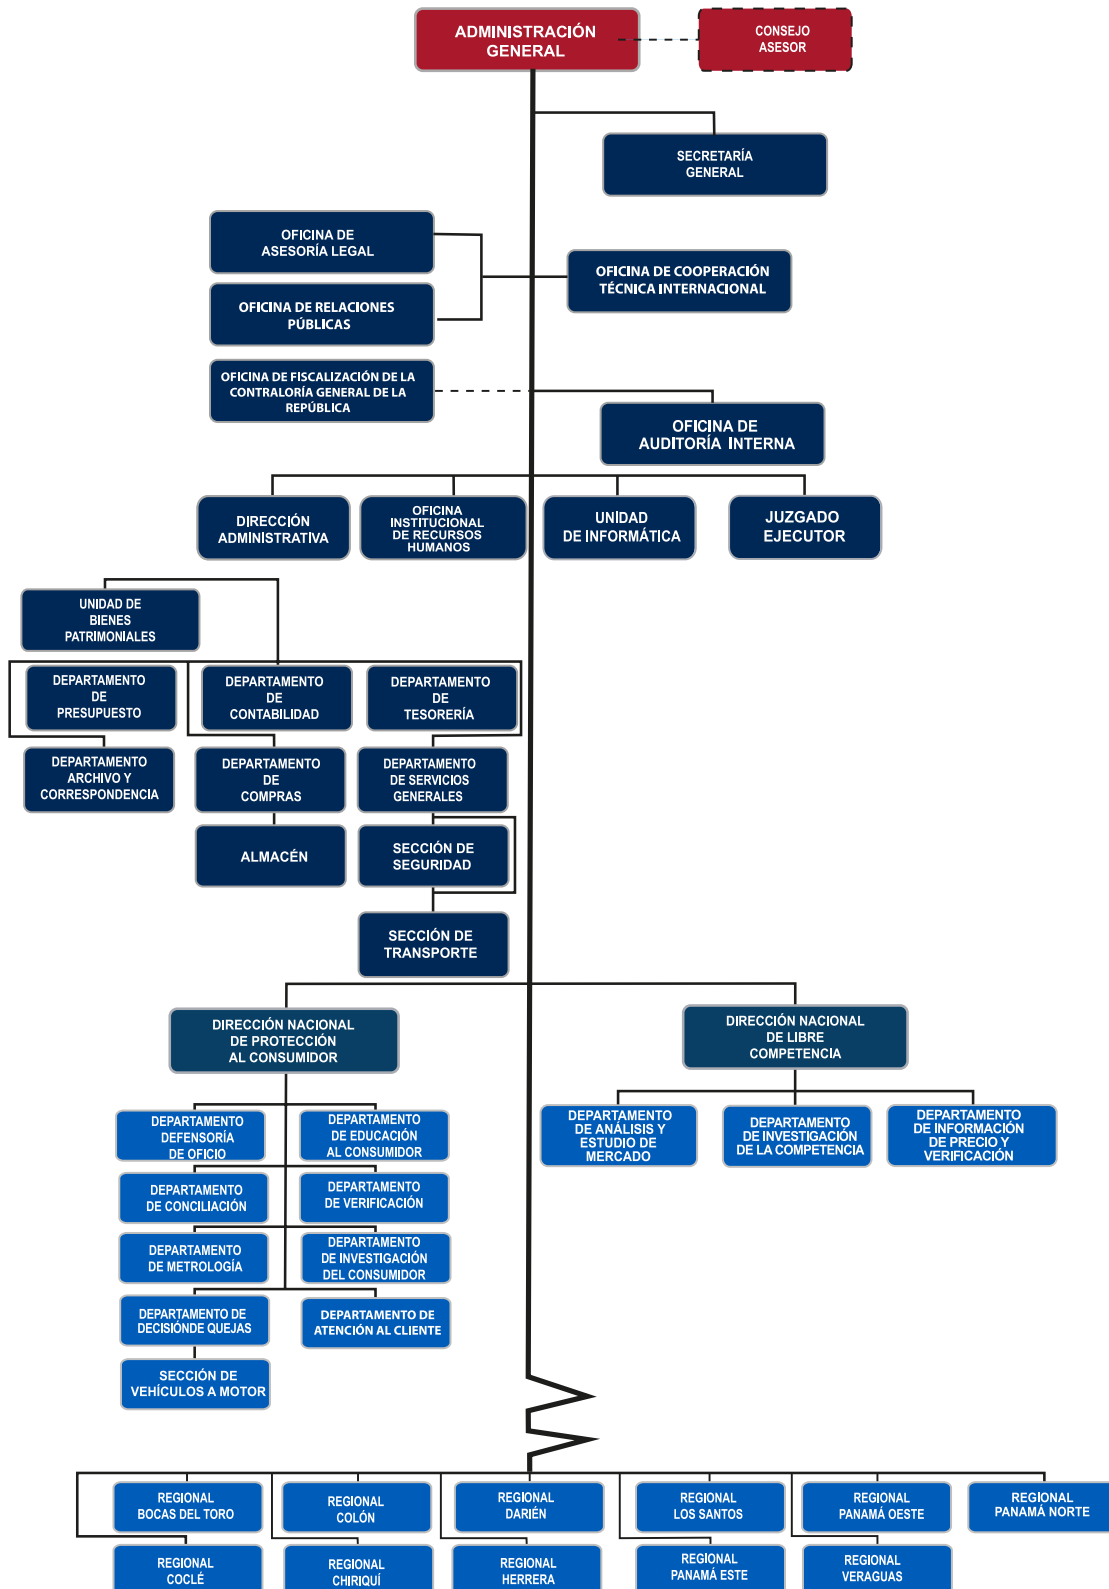 ADMINISTRACIÓN
GENERAL
CONSEJO
ASESOR
SECRETARÍA
GENERAL
OFICINA DE
ASESORÍA LEGAL
OFICINA DE COOPERACIÓN
TÉCNICA INTERNACIONAL
OFICINA DE RELACIONES
PÚBLICAS
OFICINA DE FISCALIZACIÓN DE LA
CONTRALORÍA GENERAL DE LA
REPÚBLICA
OFICINA DE
AUDITORÍA INTERNA
DIRECCIÓN
ADMINISTRATIVA
OFICINA
INSTITUCIONAL
DE RECURSOS
HUMANOS
UNIDAD
DE INFORMÁTICA
JUZGADO
EJECUTOR
UNIDAD DE
BIENES
PATRIMONIALES
DEPARTAMENTO
DE
PRESUPUESTO
DEPARTAMENTO
DE
CONTABILIDAD
DEPARTAMENTO
DE
TESORERÍA
DEPARTAMENTO
ARCHIVO Y
CORRESPONDENCIA
DEPARTAMENTO
DE
COMPRAS
DEPARTAMENTO
DE SERVICIOS
GENERALES
ALMACÉN
SECCIÓN DE
SEGURIDAD
SECCIÓN DE
TRANSPORTE
DIRECCIÓN NACIONAL
DE PROTECCIÓN
AL CONSUMIDOR
DIRECCIÓN NACIONAL
DE LIBRE
COMPETENCIA
DEPARTAMENTO
DEFENSORÍA
DE OFICIO
DEPARTAMENTO
DE EDUCACIÓN
AL CONSUMIDOR
DEPARTAMENTO
DE ANÁLISIS Y
ESTUDIO DE
MERCADO
DEPARTAMENTO
DE INVESTIGACIÓN
DE LA COMPETENCIA
DEPARTAMENTO
DE INFORMACIÓN
DE PRECIO Y
VERIFICACIÓN
DEPARTAMENTO
DE CONCILIACIÓN
DEPARTAMENTO
DE VERIFICACIÓN
DEPARTAMENTO
DE METROLOGÍA
DEPARTAMENTO
DE INVESTIGACIÓN
DEL CONSUMIDOR
DEPARTAMENTO DE
DECISIÓNDE QUEJAS
DEPARTAMENTO DE
ATENCIÓN AL CLIENTE
SECCIÓN DE
VEHÍCULOS A MOTOR
REGIONAL
BOCAS DEL TORO
REGIONAL
COLÓN
REGIONAL
DARIÉN
REGIONAL
LOS SANTOS
REGIONAL
PANAMÁ OESTE
REGIONAL
PANAMÁ NORTE
REGIONAL
COCLÉ
REGIONAL
CHIRIQUÍ
REGIONAL
HERRERA
REGIONAL
PANAMÁ ESTE
REGIONAL
VERAGUAS